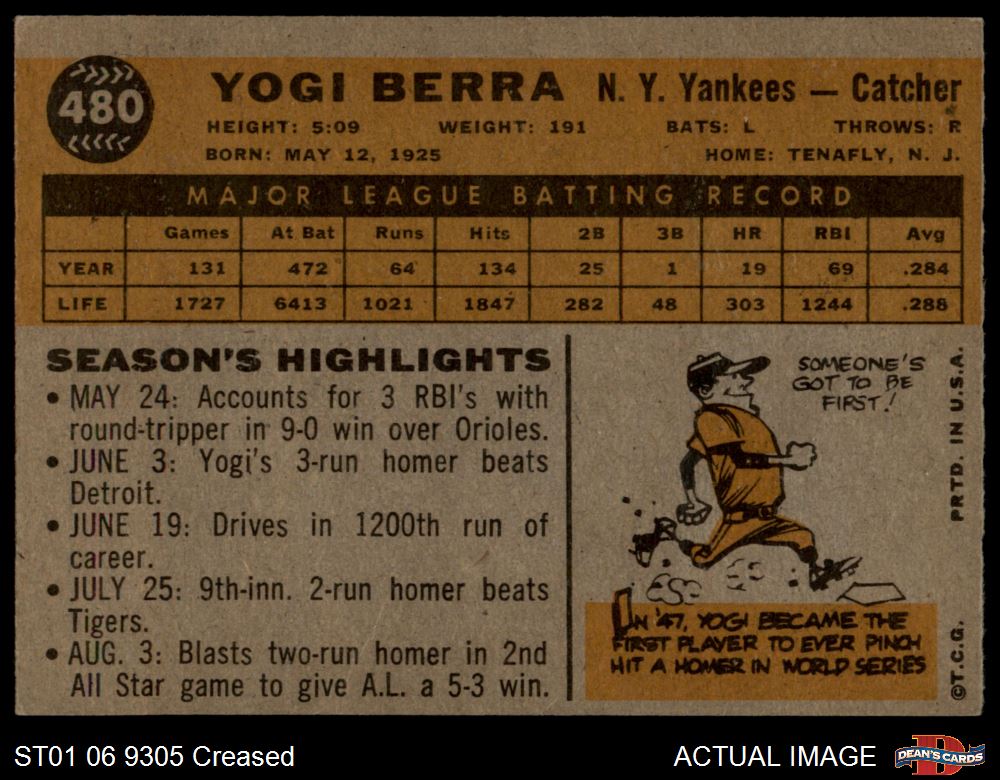 480
YOGI BERRA N. Y. Yankees — Catcher
HEIGHT: 5:09 WEIGHT: 191 BATS: L THROWS: R
BORN: MAY 12, 1925 HOME: TENAFLY, N. J.
MAJOR LEAGUE BATTING RECORD
Games At Bat Runs Hits 2B 3B HR RBI Avg
YEAR 131 472 64 134 25 1 19 69 .284
LIFE 1727 6413 1021 1847 282 48 303 1244 .288
SEASON'S HIGHLIGHTS
• MAY 24: Accounts for 3 RBI's with
round-tripper in 9-0 win over Orioles.
• JUNE 3: Yogi's 3-run homer beats
Detroit.
• JUNE 19: Drives in 1200th run of
career.
• JULY 25: 9th-inn. 2-run homer beats
Tigers.
• AUG. 3: Blasts two-run homer in 2nd
All Star game to give A.L. a 5-3 win.
SOMEONE'S
GOT TO BE
FIRST!
IN '47, YOGI BECAME THE
FIRST PLAYER TO EVER PINCH
HIT A HOMER IN WORLD SERIES
PRTD. IN U.S.A.
©T.C.G.
ST01 06 9305 Creased
ACTUAL IMAGE
D
DEAN'S CARDS